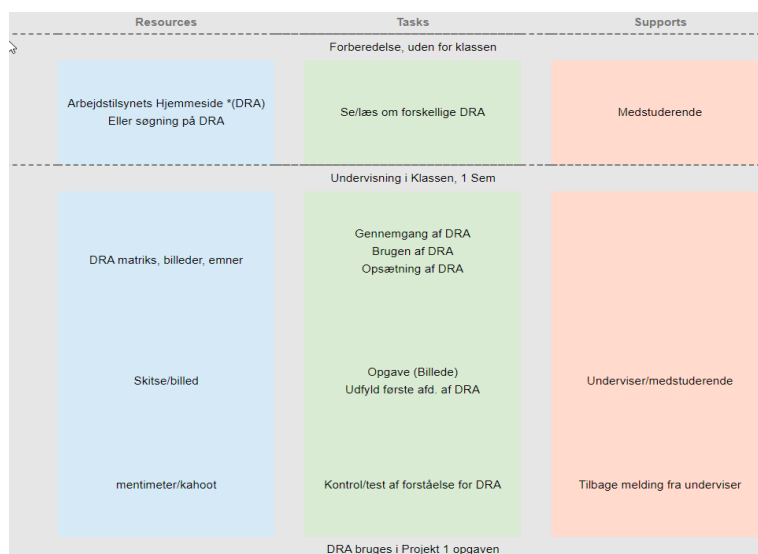 Resources Tasks Supports
Forberedelse, uden for klassen
Arbejdstilsynets Hjemmeside *(DRA)
Eller søgning på DRA
Se/læs om forskellige DRA
Medstuderende
Undervisning i Klassen, 1 Sem
DRA matriks, billeder, emner
Gennemgang af DRA
Brugen af DRA
Opsætning af DRA
Skitse/billed
Opgave (Billede)
Udfyld første afd. af DRA
Underviser/medstuderende
mentimeter/kahoot
Kontrol/test af forståelse for DRA
Tilbage melding fra underviser
DRA bruges i Projekt 1 opgaven